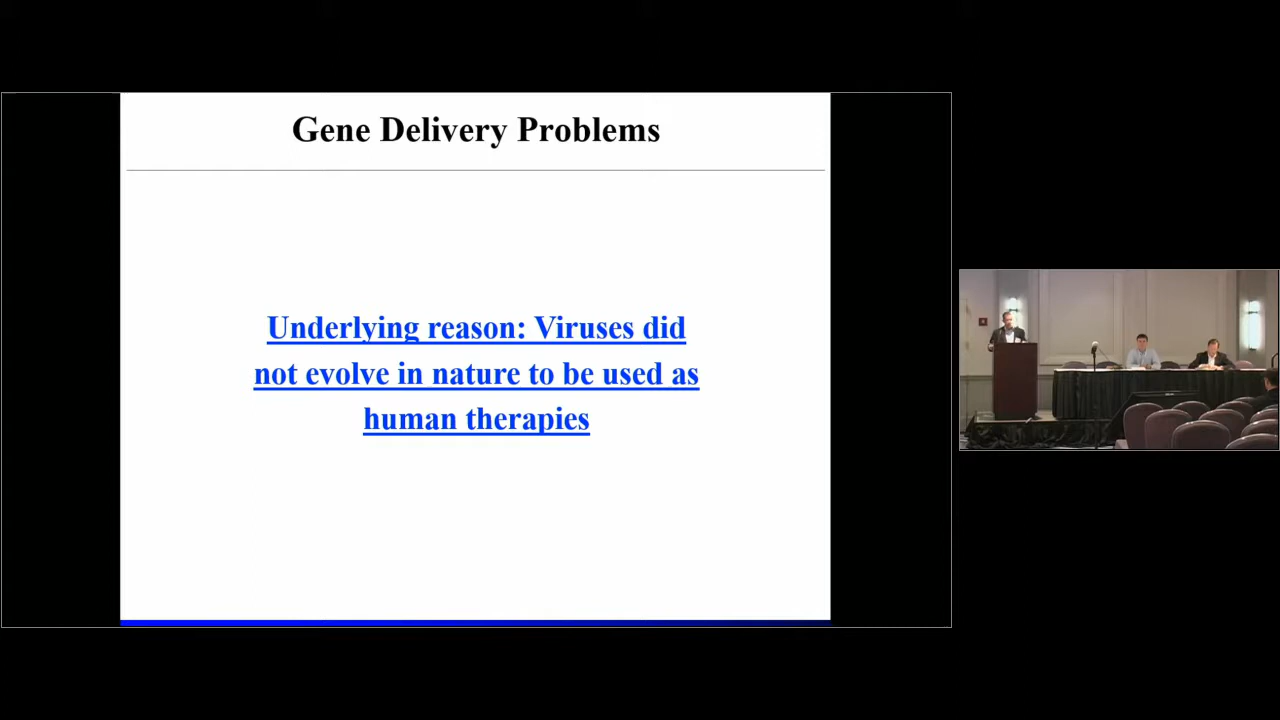 Gene Delivery Problems
Underlying reason: Viruses did
not evolve in nature to be used as
human therapies